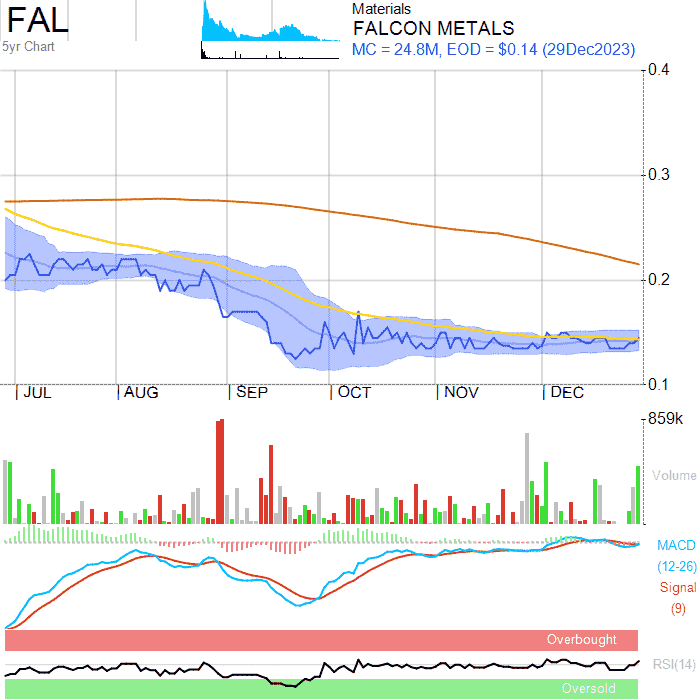 FAL
5yr Chart
Materials
FALCON METALS
MC = 24.8M, EOD = $0.14 (29Dec2023)
0.4
0.3
0.2
0.1
JUL AUG SEP OCT NOV DEC
859k
Volume
MACD
(12-26)
Signal
(9)
Overbought
RSI(14)
Oversold